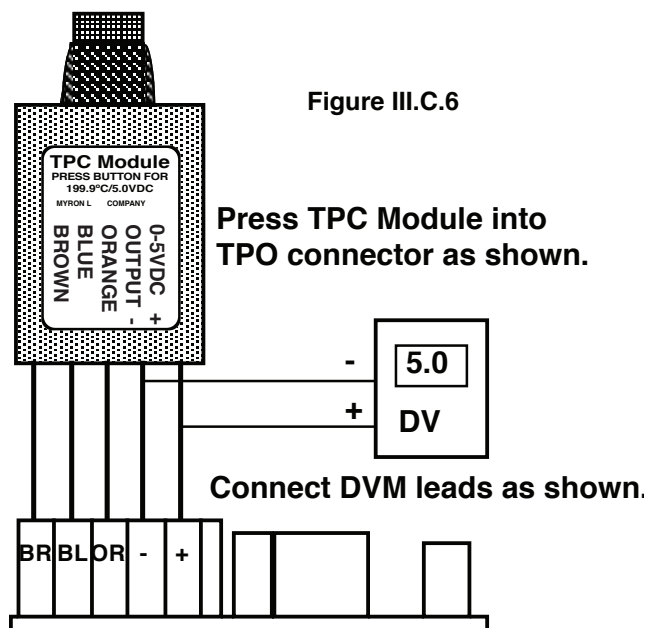 Figure III.C.6
TPC Module
PRESS BUTTON FOR
199.9°C/5.0VDC
MYRON L COMPANY
BROWN
BLUE
ORANGE
OUTPUT -
0-5VDC +
Press TPC Module into
TPO connector as shown.
- 5.0
+ DV
Connect DVM leads as shown.
BR BL OR - +